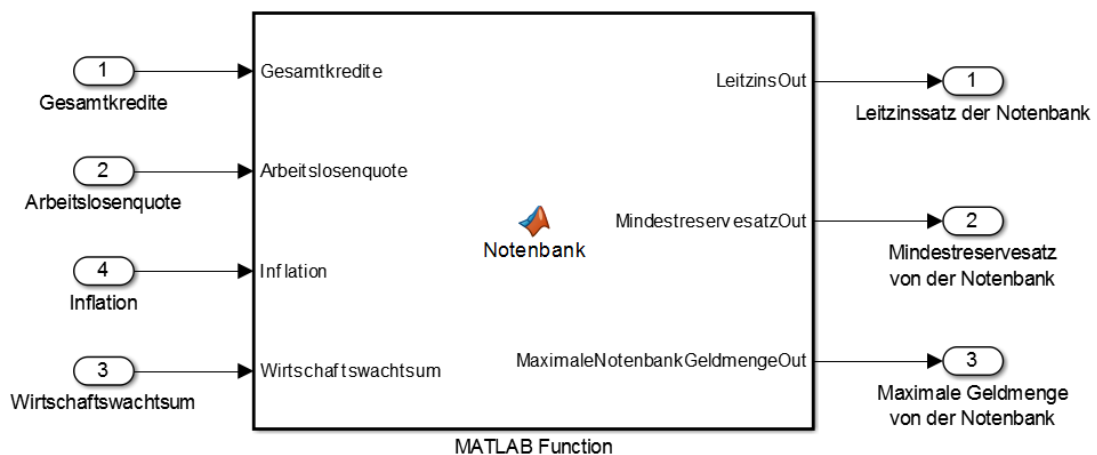 1
Gesamtkredite
Gesamtkredite
LeitzinsOut
1
Leitzinssatz der Notenbank
2
Arbeitslosenquote
Arbeitslosenquote
Notenbank
MindestreservesatzOut
2
Mindestreservesatz
von der Notenbank
4
Inflation
Inflation
3
Wirtschaftswachtsum
Wirtschaftswachtsum
MaximaleNotenbankGeldmengeOut
3
Maximale Geldmenge
von der Notenbank
MATLAB Function